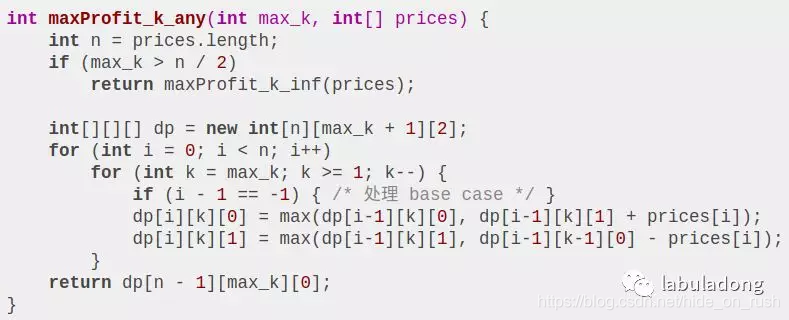 int maxProfit_k_any(int max_k, int[] prices) {
    int n = prices.length;
    if (max_k > n / 2)
        return maxProfit_k_inf(prices);

    int[][][] dp = new int[n][max_k + 1][2];
    for (int i = 0; i < n; i++)
        for (int k = max_k; k >= 1; k--) {
            if (i - 1 == -1) { /* 处理 base case */ }
            dp[i][k][0] = max(dp[i-1][k][0], dp[i-1][k][1] + prices[i]);
            dp[i][k][1] = max(dp[i-1][k][1], dp[i-1][k-1][0] - prices[i]);
        }
    return dp[n - 1][max_k][0];
}
labuladong
https://blog.csdn.net/hide_on_rush